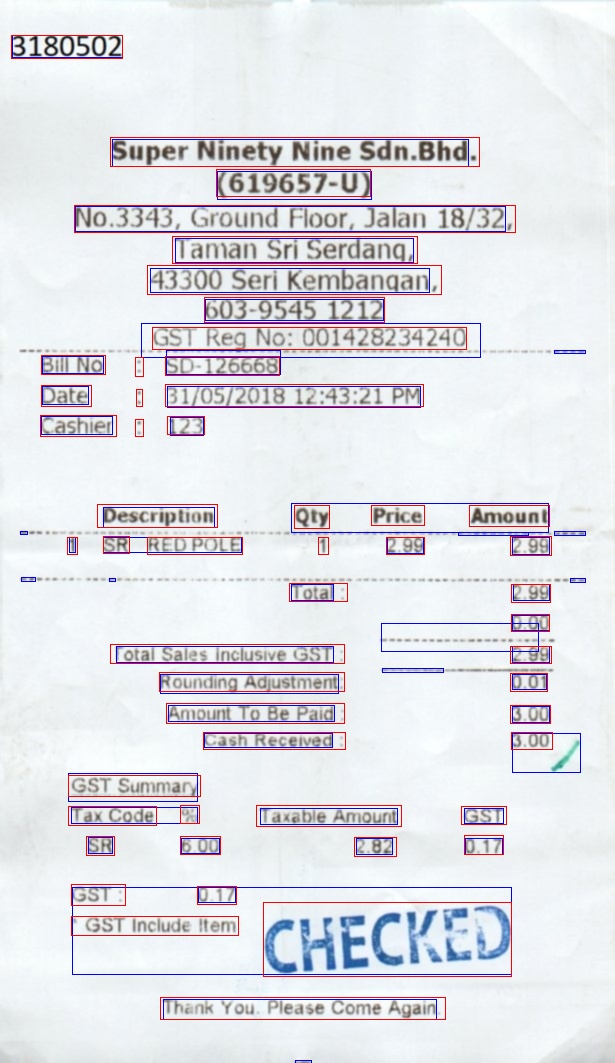 3180502
Super Ninety Nine Sdn.Bhd.
(619657-U)
No.3343, Ground Floor, Jalan 18/32,
Taman Sri Serdang,
43300 Seri Kembangan,
603-9545 1212
GST Reg No: 001428234240
Bill No : SD-126668
Date : 31/05/2018 12:43:21 PM
Cashier : 123
Description Qty Price Amount
1 SR RED POLE 1 2.99 2.99
Total : 2.99
0.00
Total Sales Inclusive GST : 2.99
Rounding Adjustment: 0.01
Amount To Be Paid : 3.00
Cash Received : 3.00
GST Summary
Tax Code % Taxable Amount GST
SR 6.00 2.82 0.17
GST : 0.17
* GST Include Item
CHECKED
Thank You. Please Come Again.